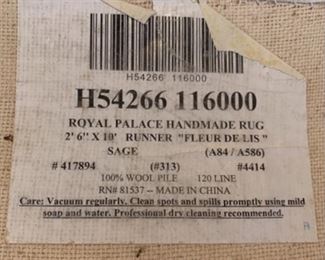 H54266 116000
H54266 116000
ROYAL PALACE HANDMADE RUG
2' 6" X 10' RUNNER "FLEUR DE LIS "
SAGE (A84 / A586)
# 417894 (#313) #4414
100% WOOL PILE 120 LINE
RN# 81537 -- MADE IN CHINA
Care: Vacuum regularly. Clean spots and spills promptly using mild
soap and water. Professional dry cleaning recommended.